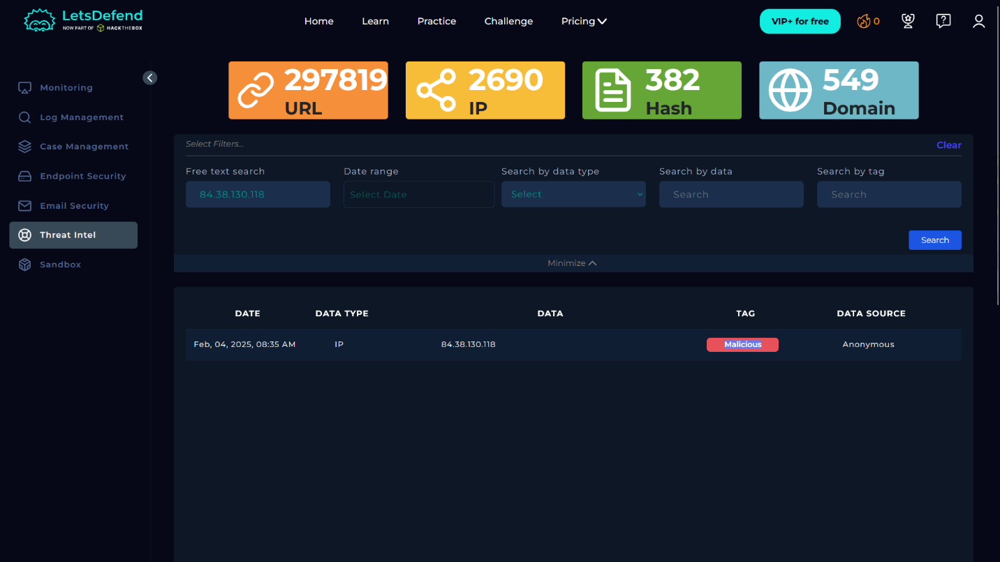 LetsDefend
NOW PART OF HACKTHEBOX
Home Learn Practice Challenge Pricing
VIP+ for free
0
Monitoring
Log Management
Case Management
Endpoint Security
Email Security
Threat Intel
Sandbox
297819
URL
2690
IP
382
Hash
549
Domain
Select Filters...
Clear
Free text search
84.38.130.118
Date range
Select Date
Search by data type
Select
Search by data
Search
Search by tag
Search
Search
Minimize
DATE DATA TYPE DATA TAG DATA SOURCE
Feb, 04, 2025, 08:35 AM IP 84.38.130.118 Malicious Anonymous